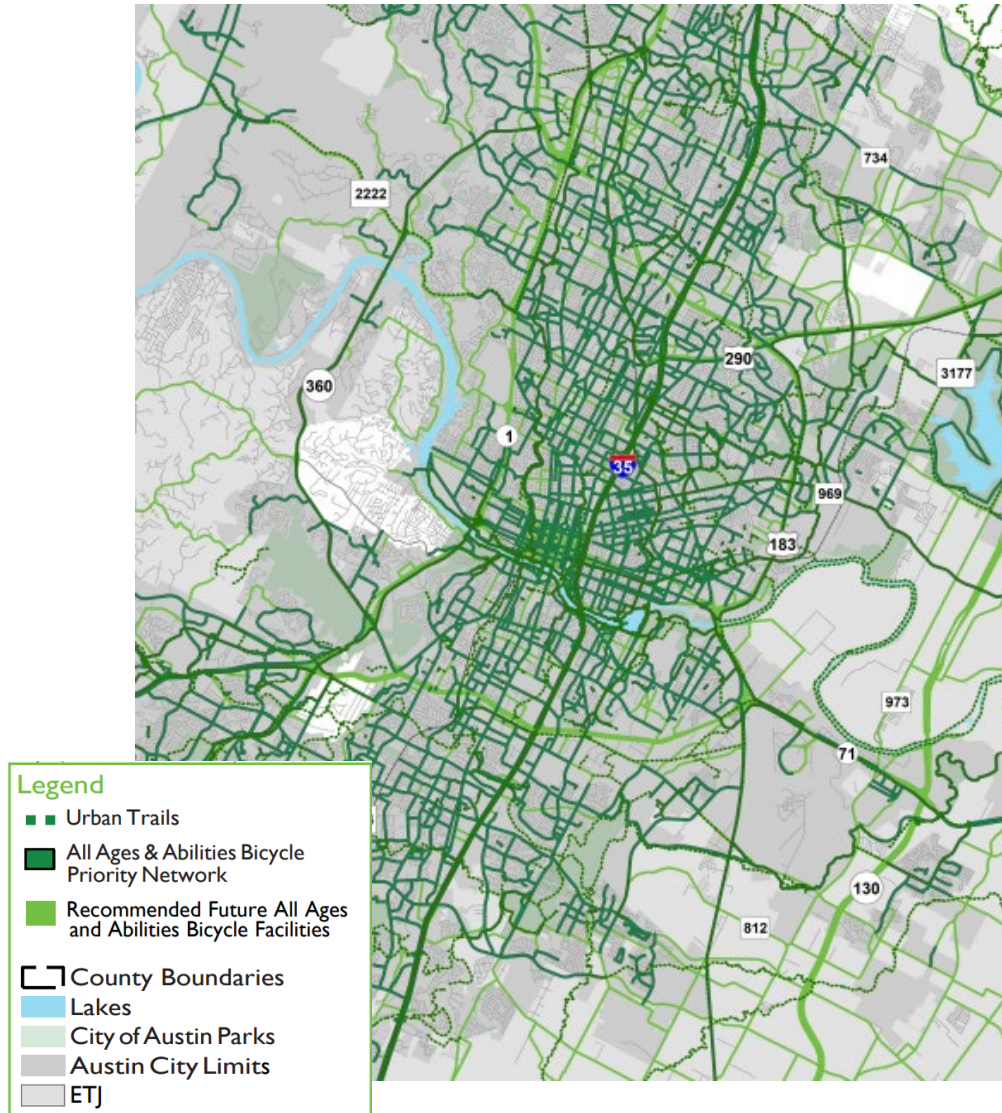 734
2222
290
3177
360
1
35
969
183
973
71
130
812
Legend
Urban Trails
All Ages & Abilities Bicycle
Priority Network
Recommended Future All Ages
and Abilities Bicycle Facilities
County Boundaries
Lakes
City of Austin Parks
Austin City Limits
ETJ